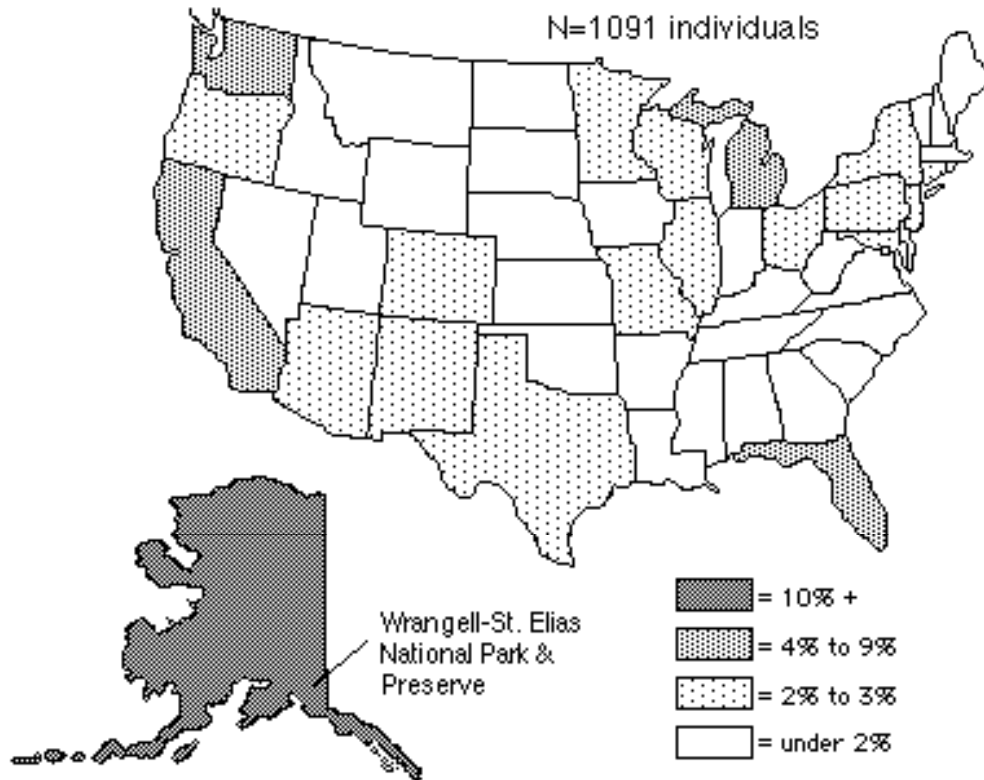 N=1091 individuals
Wrangell-St. Elias
National Park &
Preserve
= 10% +
= 4% to 9%
= 2% to 3%
= under 2%